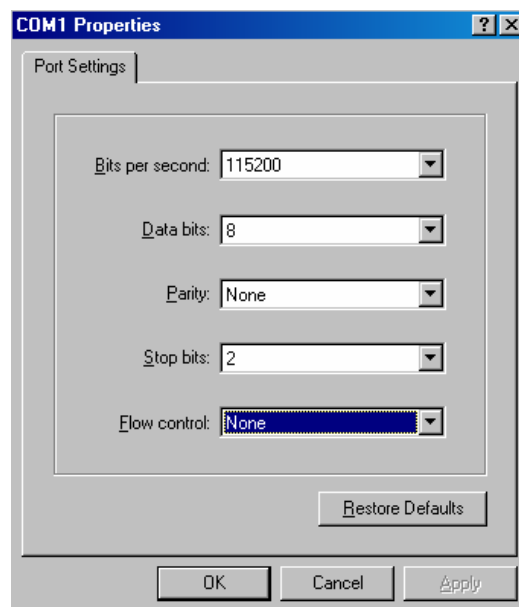 COM1 Properties
Port Settings
Bits per second: 115200
Data bits: 8
Parity: None
Stop bits: 2
Flow control: None
Restore Defaults
OK Cancel Apply